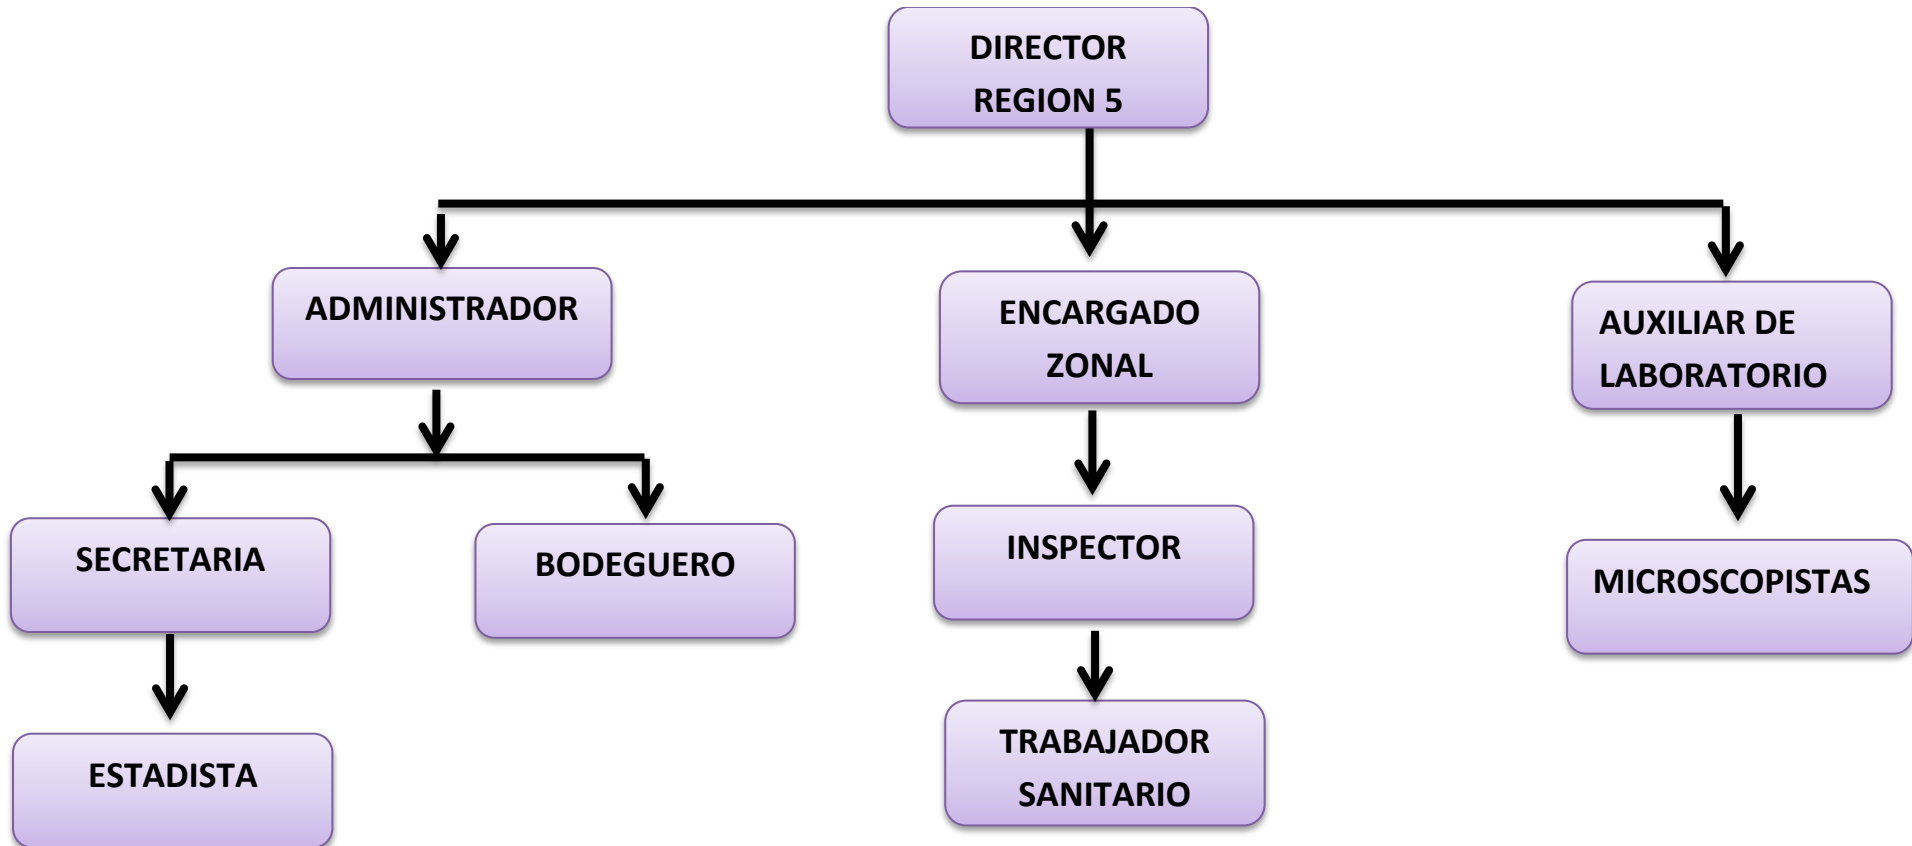 DIRECTOR
REGION 5
ADMINISTRADOR
ENCARGADO
ZONAL
AUXILIAR DE
LABORATORIO
SECRETARIA
BODEGUERO
INSPECTOR
MICROSCOPISTAS
ESTADISTA
TRABAJADOR
SANITARIO